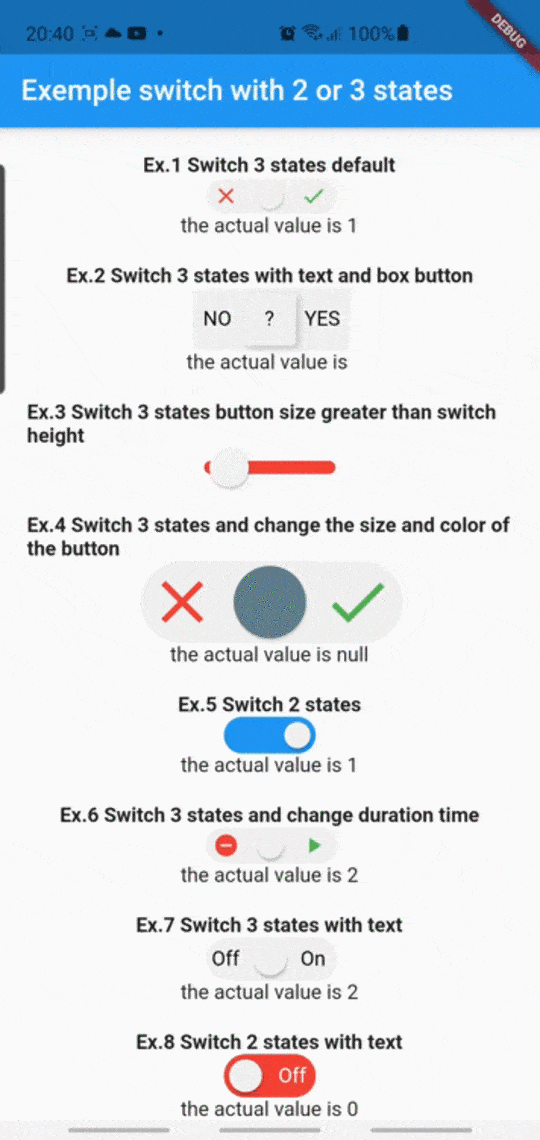 20:40
100%
DEBUG
Exemple switch with 2 or 3 states
Ex.1 Switch 3 states default
the actual value is 1
Ex.2 Switch 3 states with text and box button
NO ? YES
the actual value is
Ex.3 Switch 3 states button size greater than switch
height
Ex.4 Switch 3 states and change the size and color of
the button
the actual value is null
Ex.5 Switch 2 states
the actual value is 1
Ex.6 Switch 3 states and change duration time
the actual value is 2
Ex.7 Switch 3 states with text
Off On
the actual value is 2
Ex.8 Switch 2 states with text
Off
the actual value is 0